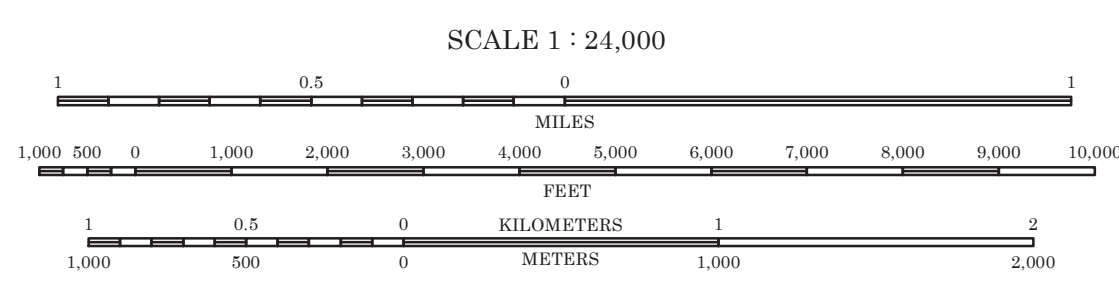 SCALE 1 : 24,000
1 0.5 0 1
MILES
1,000 500 0 1,000 2,000 3,000 4,000 5,000 6,000 7,000 8,000 9,000 10,000
FEET
1 0.5 0 KILOMETERS 1 2
1,000 500 0 METERS 1,000 2,000